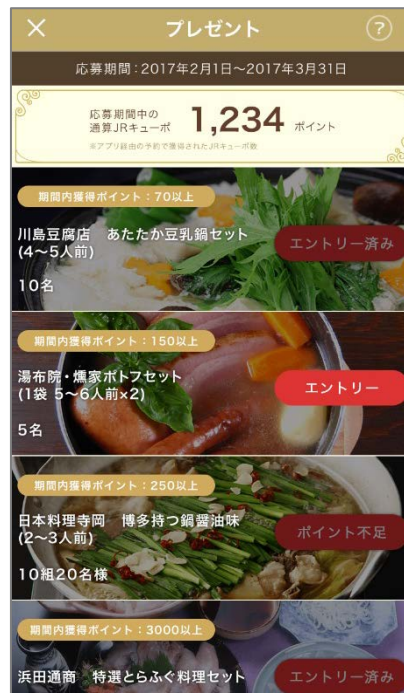 プレゼント
?
応募期間:2017年2月1日〜2017年3月31日
応募期間中の
通算JRキューポ 1,234 ポイント
※アプリ経由の予約で獲得されたJRキューポ数
期間内獲得ポイント:70以上
川島豆腐店 あたたか豆乳鍋セット
(4〜5人前)
エントリー済み
10名
期間内獲得ポイント:150以上
湯布院・燻家ポトフセット
(1袋 5〜6人前×2)
エントリー
5名
期間内獲得ポイント:250以上
日本料理寺岡 博多持つ鍋醤油味
(2〜3人前)
ポイント不足
10組20名様
期間内獲得ポイント:3000以上
浜田通商 特選とらふぐ料理セット
エントリー済み